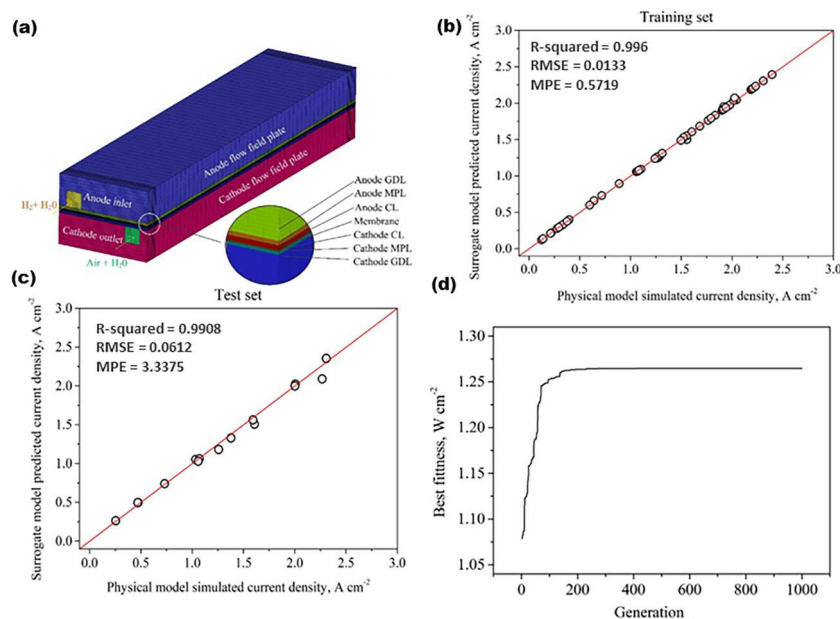 (a)
Anode flow field plate
Cathode flow field plate
Anode inlet
H₂+ H₂O
Cathode outlet
Air + H₂0
Anode GDL
Anode MPL
Anode CL
Membrane
Cathode CL
Cathode MPL
Cathode GDL
(b)
Training set
R-squared = 0.996
RMSE = 0.0133
MPE = 0.5719
Surrogate model predicted current density, A cm⁻²
3.0
2.5
2.0
1.5
1.0
0.5
0.0
0.0 0.5 1.0 1.5 2.0 2.5 3.0
Physical model simulated current density, A cm⁻²
(c)
Test set
R-squared = 0.9908
RMSE = 0.0612
MPE = 3.3375
Surrogate model predicted current density, A cm⁻²
3.0
2.5
2.0
1.5
1.0
0.5
0.0
0.0 0.5 1.0 1.5 2.0 2.5 3.0
Physical model simulated current density, A cm⁻²
(d)
Best fittness, W cm⁻²
1.30
1.25
1.20
1.15
1.10
1.05
0 200 400 600 800 1000
Generation